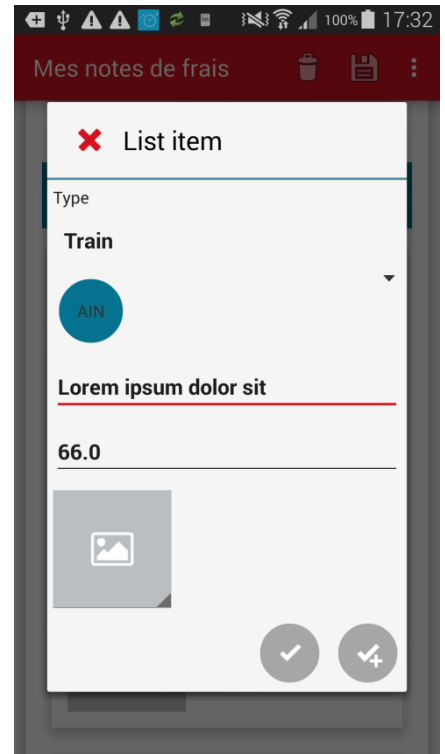 100% 17:32
Mes notes de frais
List item
Type
Train
AIN
Lorem ipsum dolor sit
66.0